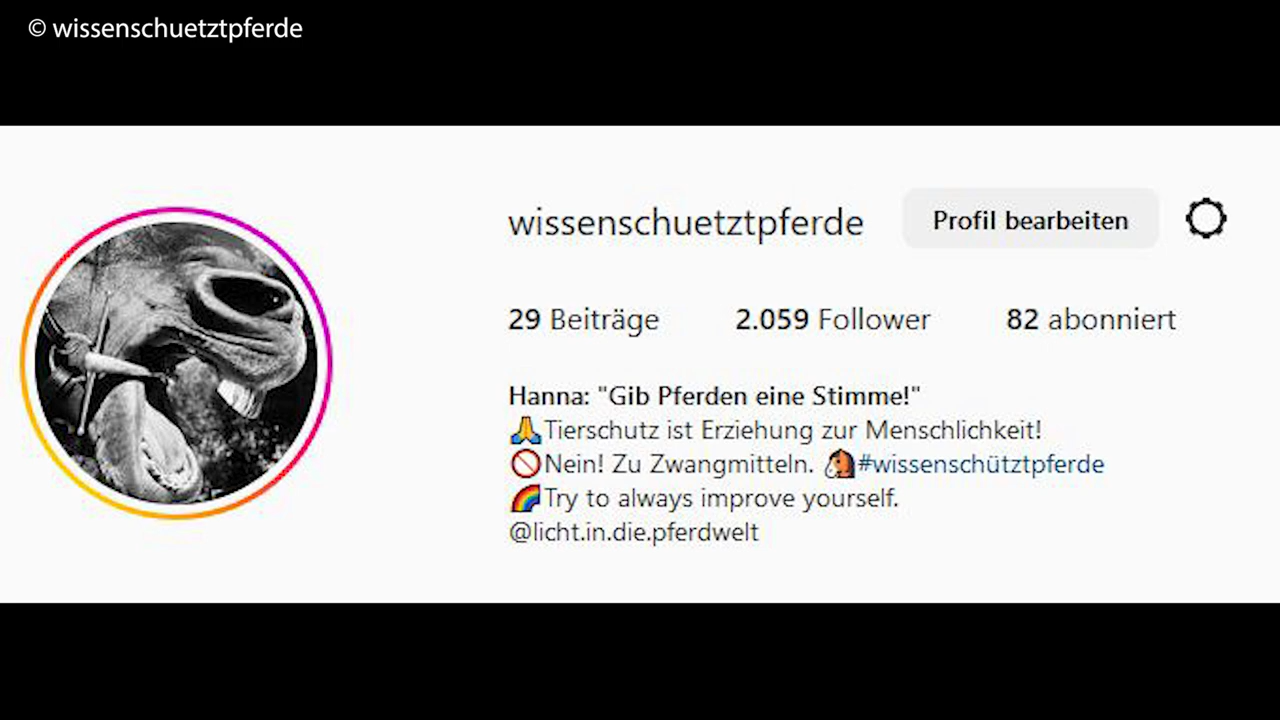 © wissenschuetztpferde
wissenschuetztpferde Profil bearbeiten
29 Beiträge 2.059 Follower 82 abonniert
Hanna: "Gib Pferden eine Stimme!"
🙏Tierschutz ist Erziehung zur Menschlichkeit!
🚫Nein! Zu Zwangmitteln. 🐴#wissenschütztpferde
🌈Try to always improve yourself.
@licht.in.die.pferdwelt